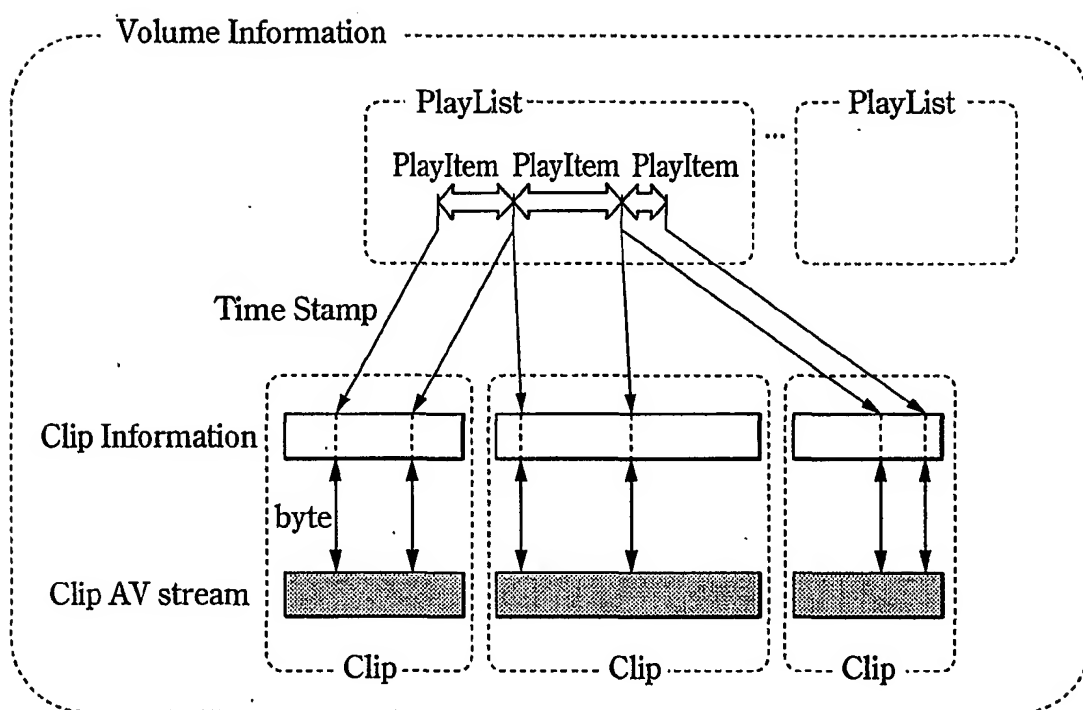 Volume Information
PlayList
PlayList
...
PlayItem PlayItem PlayItem
Time Stamp
Clip Information
byte
Clip AV stream
Clip
Clip
Clip